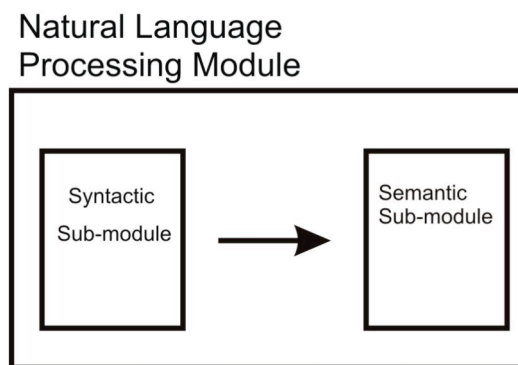 Natural Language
Processing Module
Syntactic
Sub-module
Semantic
Sub-module